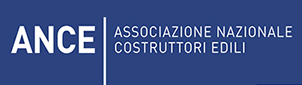 ANCE
ASSOCIAZIONE NAZIONALE
COSTRUTTORI EDILI